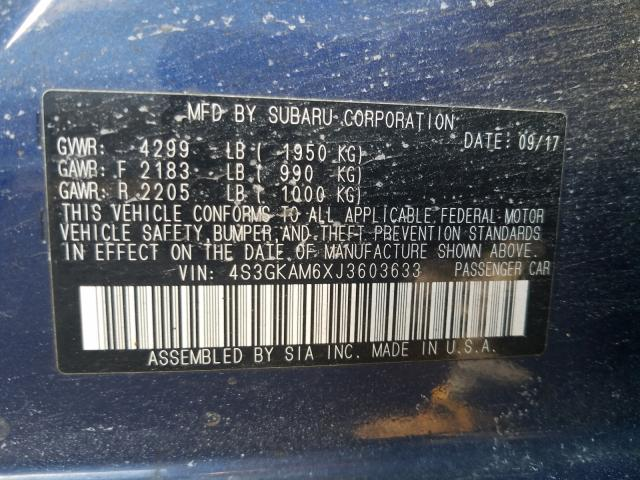 MFD BY SUBARU CORPORATION
GVWR: 4299 LB ( 1950 KG) DATE: 09/17
GAWR: F 2183 LB ( 990 KG)
GAWR: R 2205 LB ( 1000 KG)
THIS VEHICLE CONFORMS TO ALL APPLICABLE FEDERAL MOTOR
VEHICLE SAFETY, BUMPER, AND THEFT PREVENTION STANDARDS
IN EFFECT ON THE DATE OF MANUFACTURE SHOWN ABOVE.
VIN: 4S3GKAM6XJ3603633 PASSENGER CAR
ASSEMBLED BY SIA INC. MADE IN U.S.A.